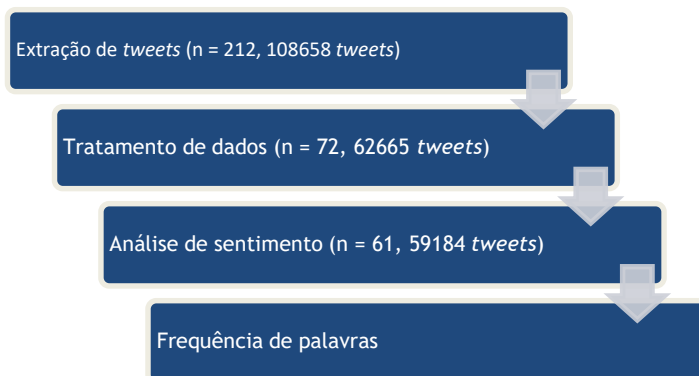 Extração de tweets (n = 212, 108658 tweets)
Tratamento de dados (n = 72, 62665 tweets)
Análise de sentimento (n = 61, 59184 tweets)
Frequência de palavras